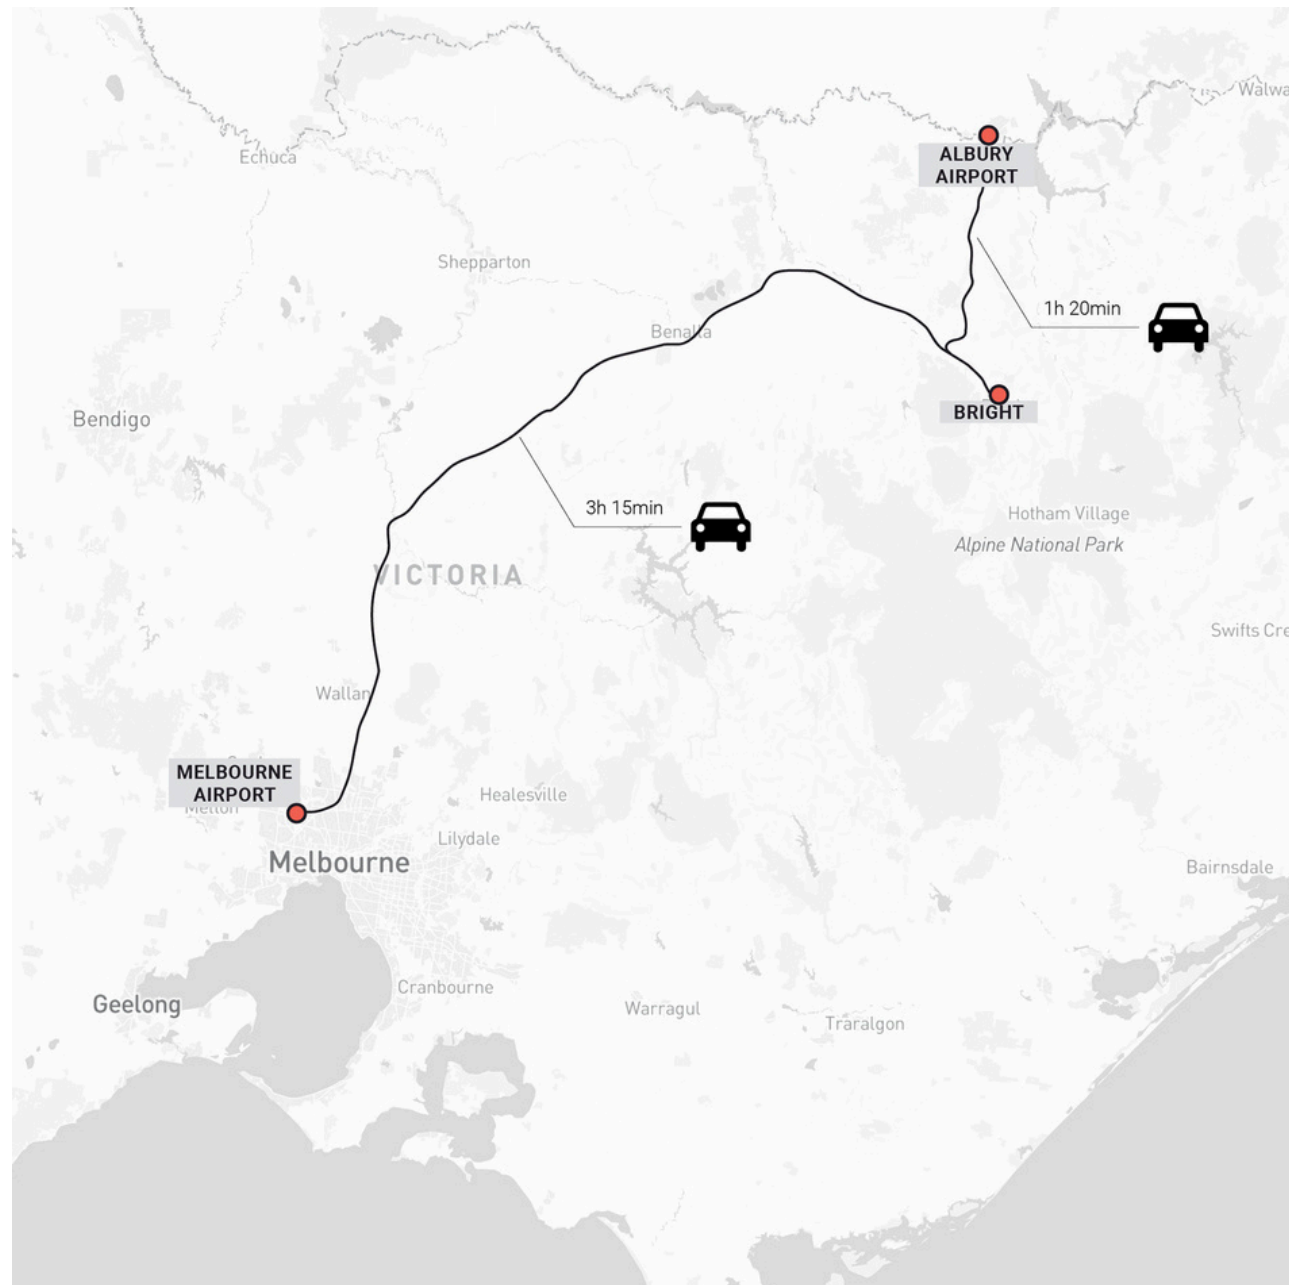 Walwa
Echuca
ALBURY
AIRPORT
Shepparton
1h 20min
Benalla
BRIGHT
Bendigo
3h 15min
Hotham Village
Alpine National Park
VICTORIA
Swifts Cre
Wallan
MELBOURNE
AIRPORT
Healesville
Lilydale
Melbourne
Bairnsdale
Cranbourne
Geelong
Warragul
Traralgon